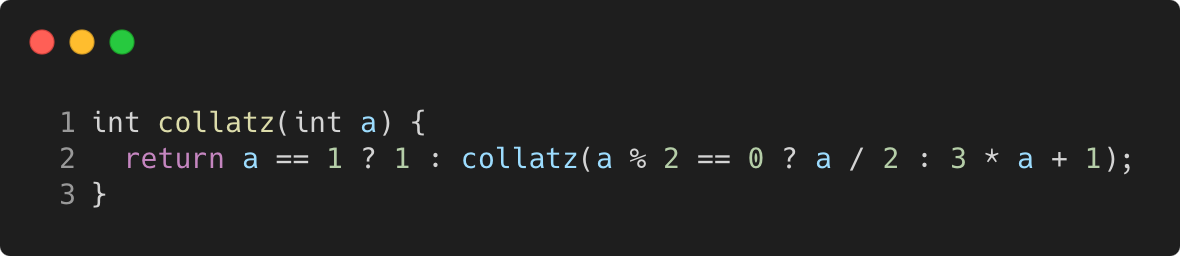 1 int collatz(int a) {
2   return a == 1 ? 1 : collatz(a % 2 == 0 ? a / 2 : 3 * a + 1);
3 }